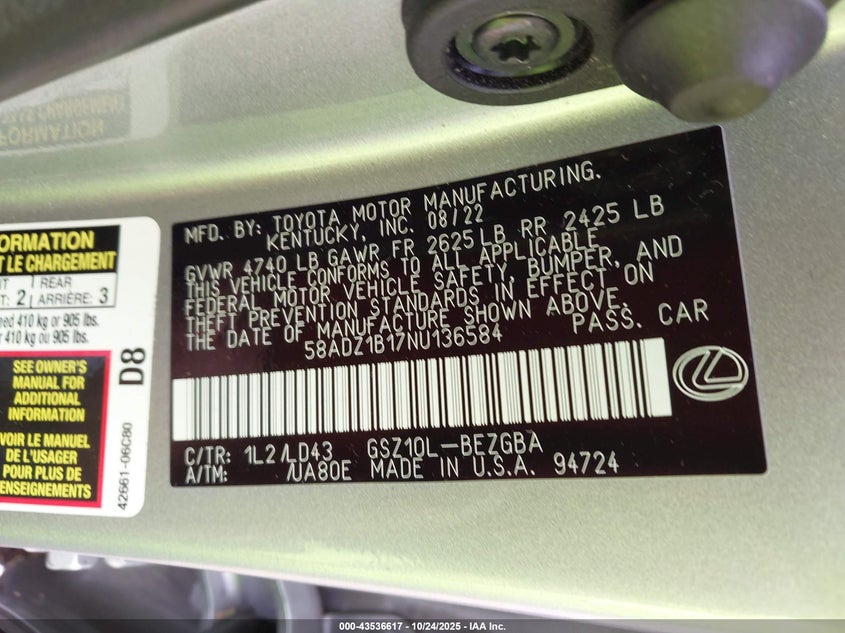 FORMATION
ORMATION
T LE CHARGEMENT
REAR
: 2 ARRIÈRE: 3
eed 410 kg or 905 lbs.
410 kg ou 905 lbs.
SEE OWNER'S
MANUAL FOR
ADDITIONAL
INFORMATION
VOIR LE MANUEL
DU PROPRIÉTAIRE
POUR PLUS DE
RENSEIGNEMENTS
D8
42661-06C80
MFD. BY: TOYOTA MOTOR MANUFACTURING.
KENTUCKY, INC. 08/22
GVWR 4740 LB GAWR FR 2625 LB RR 2425 LB
THIS VEHICLE CONFORMS TO ALL APPLICABLE
FEDERAL MOTOR VEHICLE SAFETY, BUMPER, AND
THEFT PREVENTION STANDARDS IN EFFECT ON
THE DATE OF MANUFACTURE SHOWN ABOVE.
58ADZ1B17NU136584 PASS. CAR
C/TR: 1L2/LD43 GSZ10L-BEZGBA
A/TM: /UA80E MADE IN U.S.A. 94724
000-43536617 | 10/24/2025 - IAA Inc.